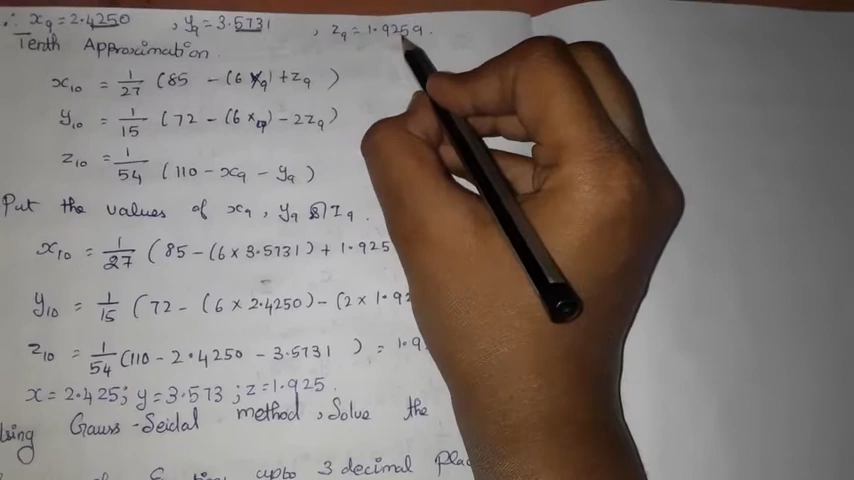 ∴ x₉ = 2.4250 , y₉ = 3.5731 , z₉ = 1.9259.
Tenth Approximation
x₁₀ = 1/27 (85 - (6 y₉) + z₉ )
y₁₀ = 1/15 (72 - (6 x₉) - 2z₉ )
z₁₀ = 1/54 (110 - x₉ - y₉ )
Put the values of x₉, y₉ & z₉ .
x₁₀ = 1/27 (85 - (6 × 3.5731) + 1.925
y₁₀ = 1/15 (72 - (6 × 2.4250) - (2 × 1.92
z₁₀ = 1/54 (110 - 2.4250 - 3.5731 ) = 1.9
x = 2.425; y = 3.573 ; z = 1.925.
Using Gauss-Seidal method, Solve the
upto 3 decimal